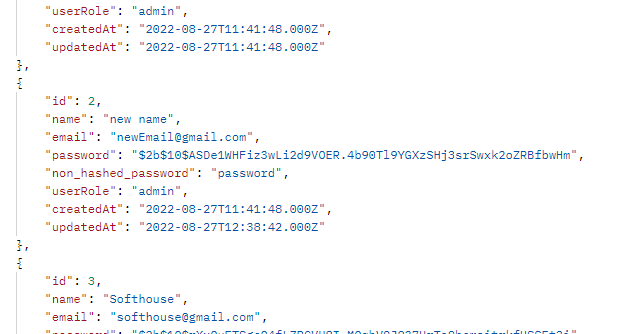 "userRole": "admin",
"createdAt": "2022-08-27T11:41:48.000Z",
"updatedAt": "2022-08-27T11:41:48.000Z"
},
{
"id": 2,
"name": "new name",
"email": "newEmail@gmail.com",
"password": "$2b$10$ASDe1WHFiz3wLi2d9VOER.4b90Tl9YGXzSHj3srSwxk2oZRBfbwHm",
"non_hashed_password": "password",
"userRole": "admin",
"createdAt": "2022-08-27T11:41:48.000Z",
"updatedAt": "2022-08-27T12:38:42.000Z"
},
{
"id": 3,
"name": "Softhouse",
"email": "softhouse@gmail.com",